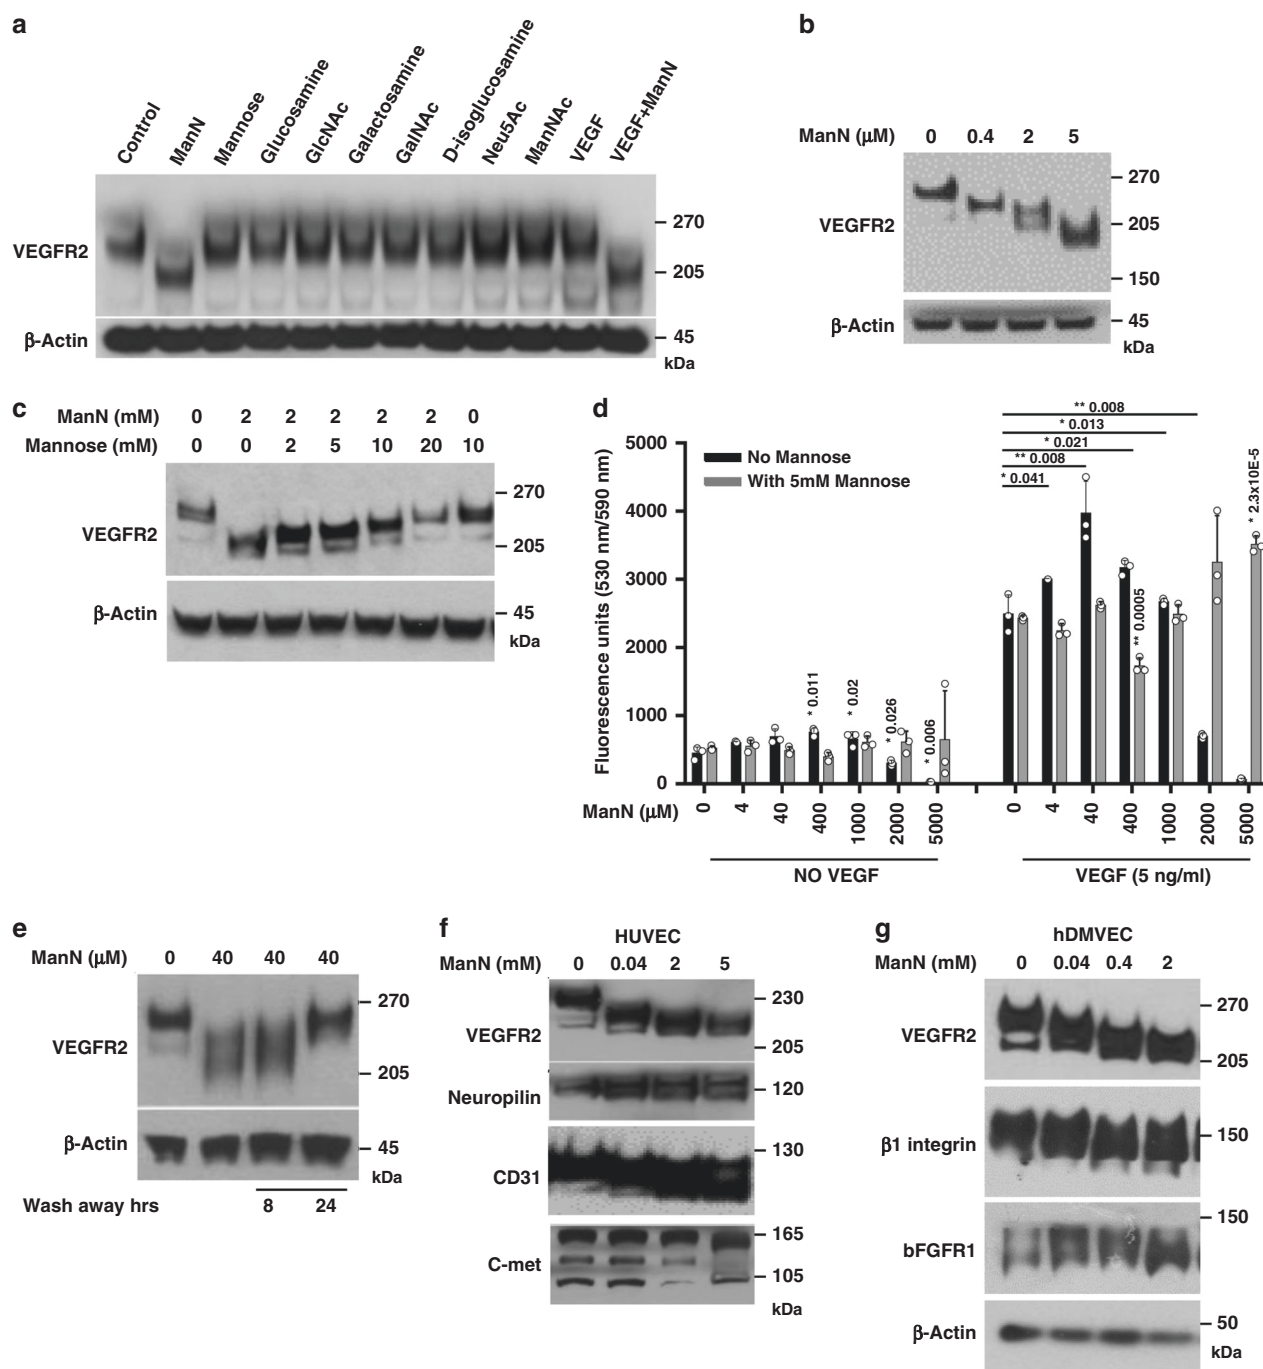 a
Control
ManN
Mannose
Glucosamine
GlcNAc
Galactosamine
GalNAc
D-isoglucosamine
Neu5Ac
ManNAc
VEGF
VEGF+ManN
VEGFR2
270
205
β-Actin
45
kDa
b
ManN (μM) 0 0.4 2 5
VEGFR2
270
205
150
β-Actin
45
kDa
c
ManN (mM) 0 2 2 2 2 2 0
Mannose (mM) 0 0 2 5 10 20 10
VEGFR2
270
205
β-Actin
45
kDa
d
Fluorescence units (530 nm/590 nm)
5000
4000
3000
2000
1000
0
No Mannose
With 5mM Mannose
** 0.008
* 0.013
* 0.021
** 0.008
* 0.041
* 0.011
* 0.02
* 0.026
* 0.006
** 0.0005
* 2.3x10E-5
ManN (μM) 0 4 40 400 1000 2000 5000 0 4 40 400 1000 2000 5000
NO VEGF
VEGF (5 ng/ml)
e
ManN (μM) 0 40 40 40
VEGFR2
270
205
β-Actin
45
kDa
Wash away hrs 8 24
f
HUVEC
ManN (mM) 0 0.04 2 5
VEGFR2
230
205
Neuropilin
120
CD31
130
C-met
165
105
kDa
g
hDMVEC
ManN (mM) 0 0.04 0.4 2
VEGFR2
270
205
β1 integrin
150
bFGFR1
150
β-Actin
50
kDa